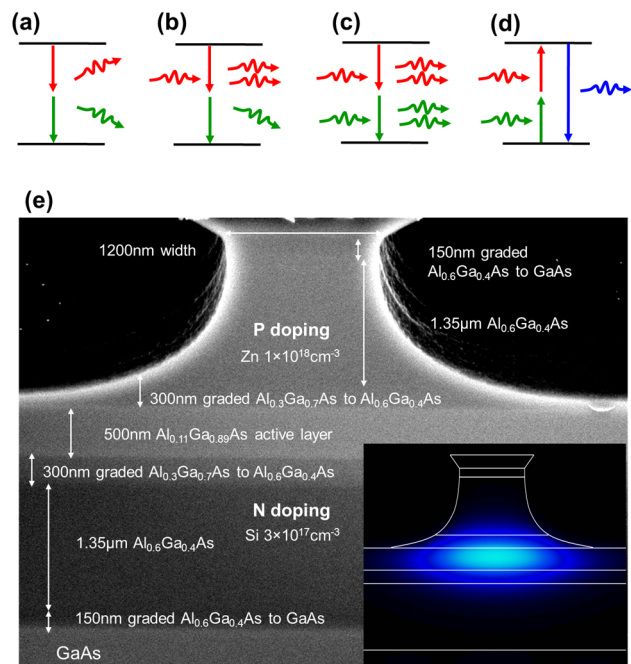 (a)
(b)
(c)
(d)
(e)
1200nm width
150nm graded
Al₀.₆Ga₀.₄As to GaAs
1.35µm Al₀.₆Ga₀.₄As
P doping
Zn 1×10¹⁸cm⁻³
300nm graded Al₀.₃Ga₀.₇As to Al₀.₆Ga₀.₄As
500nm Al₀.₁₁Ga₀.₈₉As active layer
300nm graded Al₀.₃Ga₀.₇As to Al₀.₆Ga₀.₄As
N doping
Si 3×10¹⁷cm⁻³
1.35µm Al₀.₆Ga₀.₄As
150nm graded Al₀.₆Ga₀.₄As to GaAs
GaAs